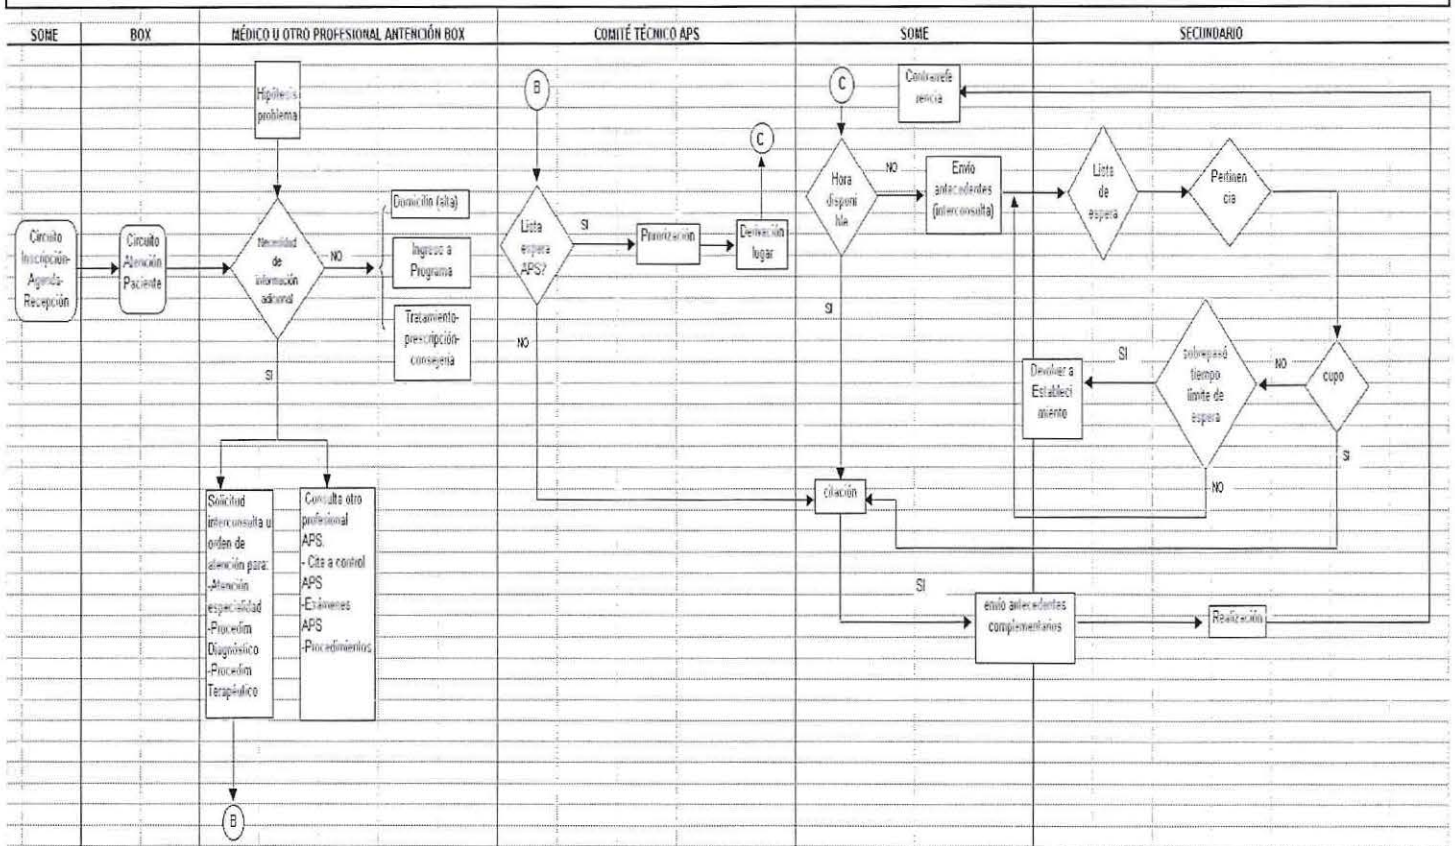 SOME
BOX
MÉDICO U OTRO PROFESIONAL ANTENCIÓN BOX
COMITÉ TÉCNICO APS
SOME
SECUNDARIO
Circuito
Inscripción-
Agenda-
Recepción
Circuito
Atención
Paciente
Hipótesis
problema
Necesidad
de
información
adicional
NO
SI
Domicilio (alta)
Ingreso a
Programa
Tratamiento-
prescripción-
consejería
Solicitud
interconsulta u
orden de
atención para:
-Atención
especialidad
-Procedim
Diagnóstico
-Procedim
Terapéutico
B
Consulta otro
profesional
APS.
- Cita a control
APS
-Exámenes
APS
-Procedimientos
B
Lista
espera
APS?
SI
NO
Priorización
Derivación
lugar
C
C
Hora
disponi
ble
NO
SI
Contrarefe
rencia
Envío
antecedentes
(interconsulta)
Lista
de
espera
Pertinen
cia
cupo
NO
SI
sobrepasó
tiempo
límite de
espera
SI
NO
Devolver a
Estableci
miento
citación
SI
envío antecedentes
complementarios
Realización